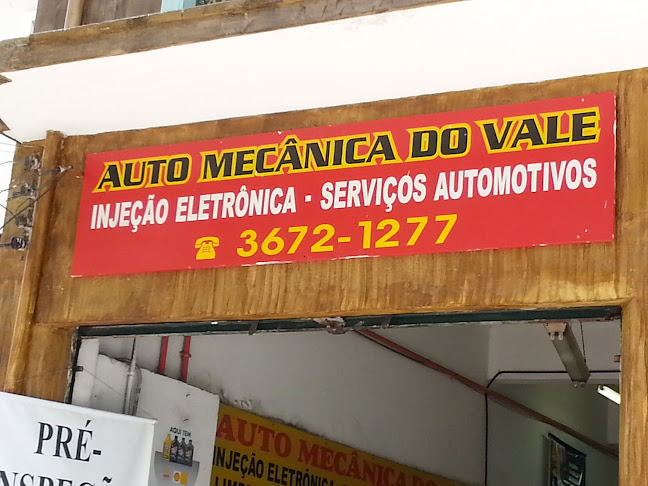 AUTO MECÂNICA DO VALE
INJEÇÃO ELETRÔNICA - SERVIÇOS AUTOMOTIVOS
☎ 3672-1277
PRÉ-
AQUI TEM
AUTO MECÂNICA DO
INJEÇÃO ELETRÔNICA